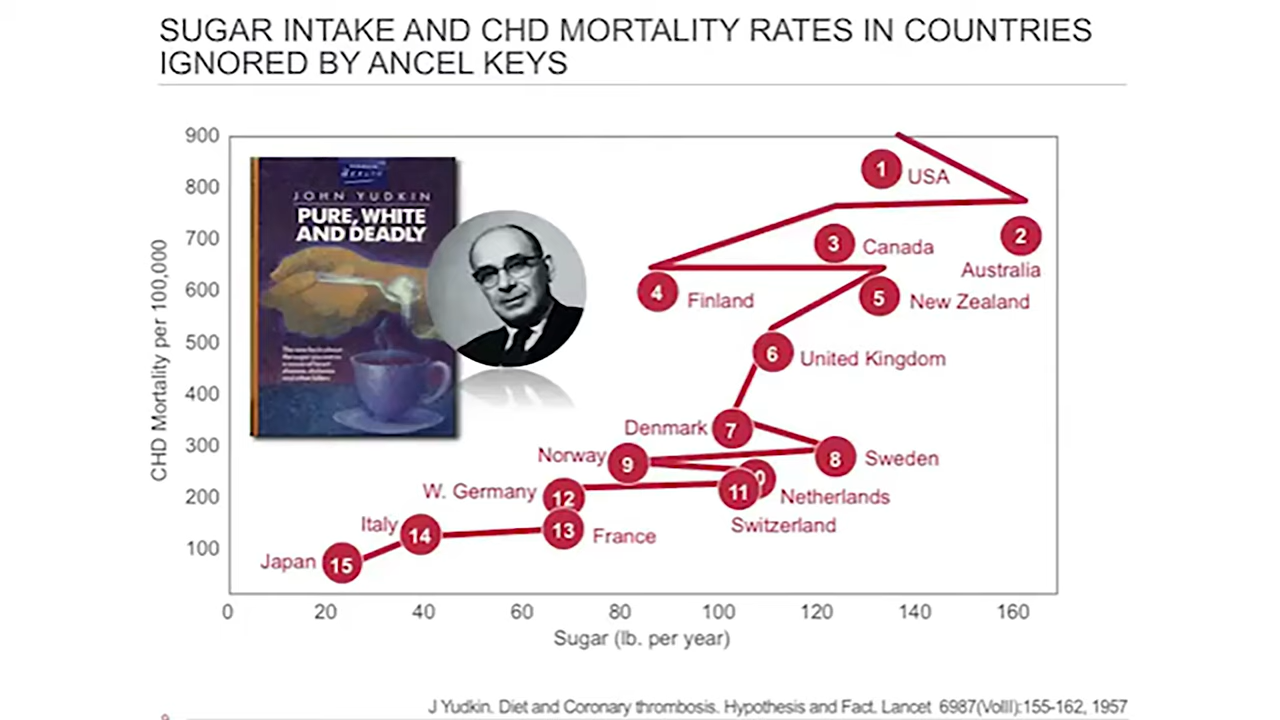 SUGAR INTAKE AND CHD MORTALITY RATES IN COUNTRIES
IGNORED BY ANCEL KEYS
900
800
700
600
500
400
300
200
100
CHD Mortality per 100,000
JOHN YUDKIN
PURE, WHITE
AND DEADLY
1
USA
2
Australia
3
Canada
4
Finland
5
New Zealand
6
United Kingdom
Denmark
7
8
Sweden
Norway
9
0
Netherlands
11
Switzerland
W. Germany
12
13
France
Italy
14
Japan
15
0 20 40 60 80 100 120 140 160
Sugar (lb. per year)
J Yudkin. Diet and Coronary thrombosis. Hypothesis and Fact. Lancet 6987(VolII):155-162, 1957